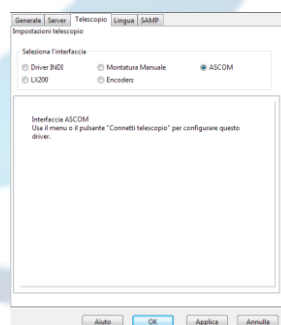 Generale Server Telescopio Lingua SAMP
Impostazioni telescopio
Seleziona l'interfaccia
Driver INDI Montatura Manuale ASCOM
LX200 Encoders
Interfaccia ASCOM
Usa il menu o il pulsante "Connetti telescopio" per configurare questo
driver.
Aiuto OK Applica Annulla